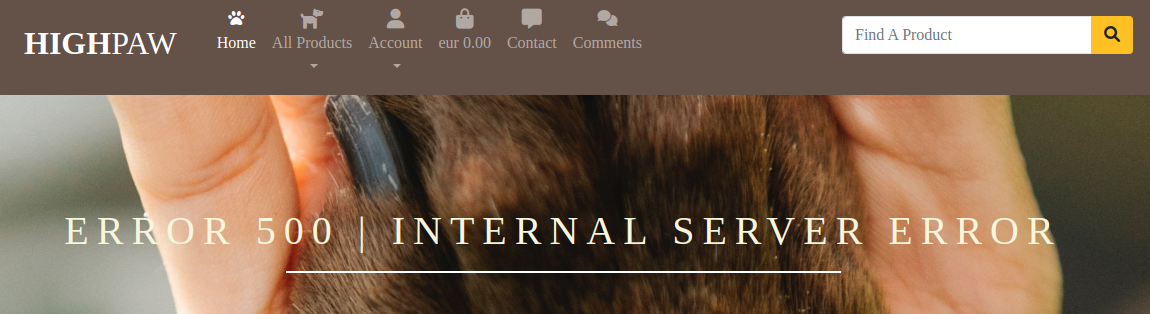 HIGHPAW
Home
All Products
Account
eur 0.00
Contact
Comments
Find A Product
ERROR 500 | INTERNAL SERVER ERROR